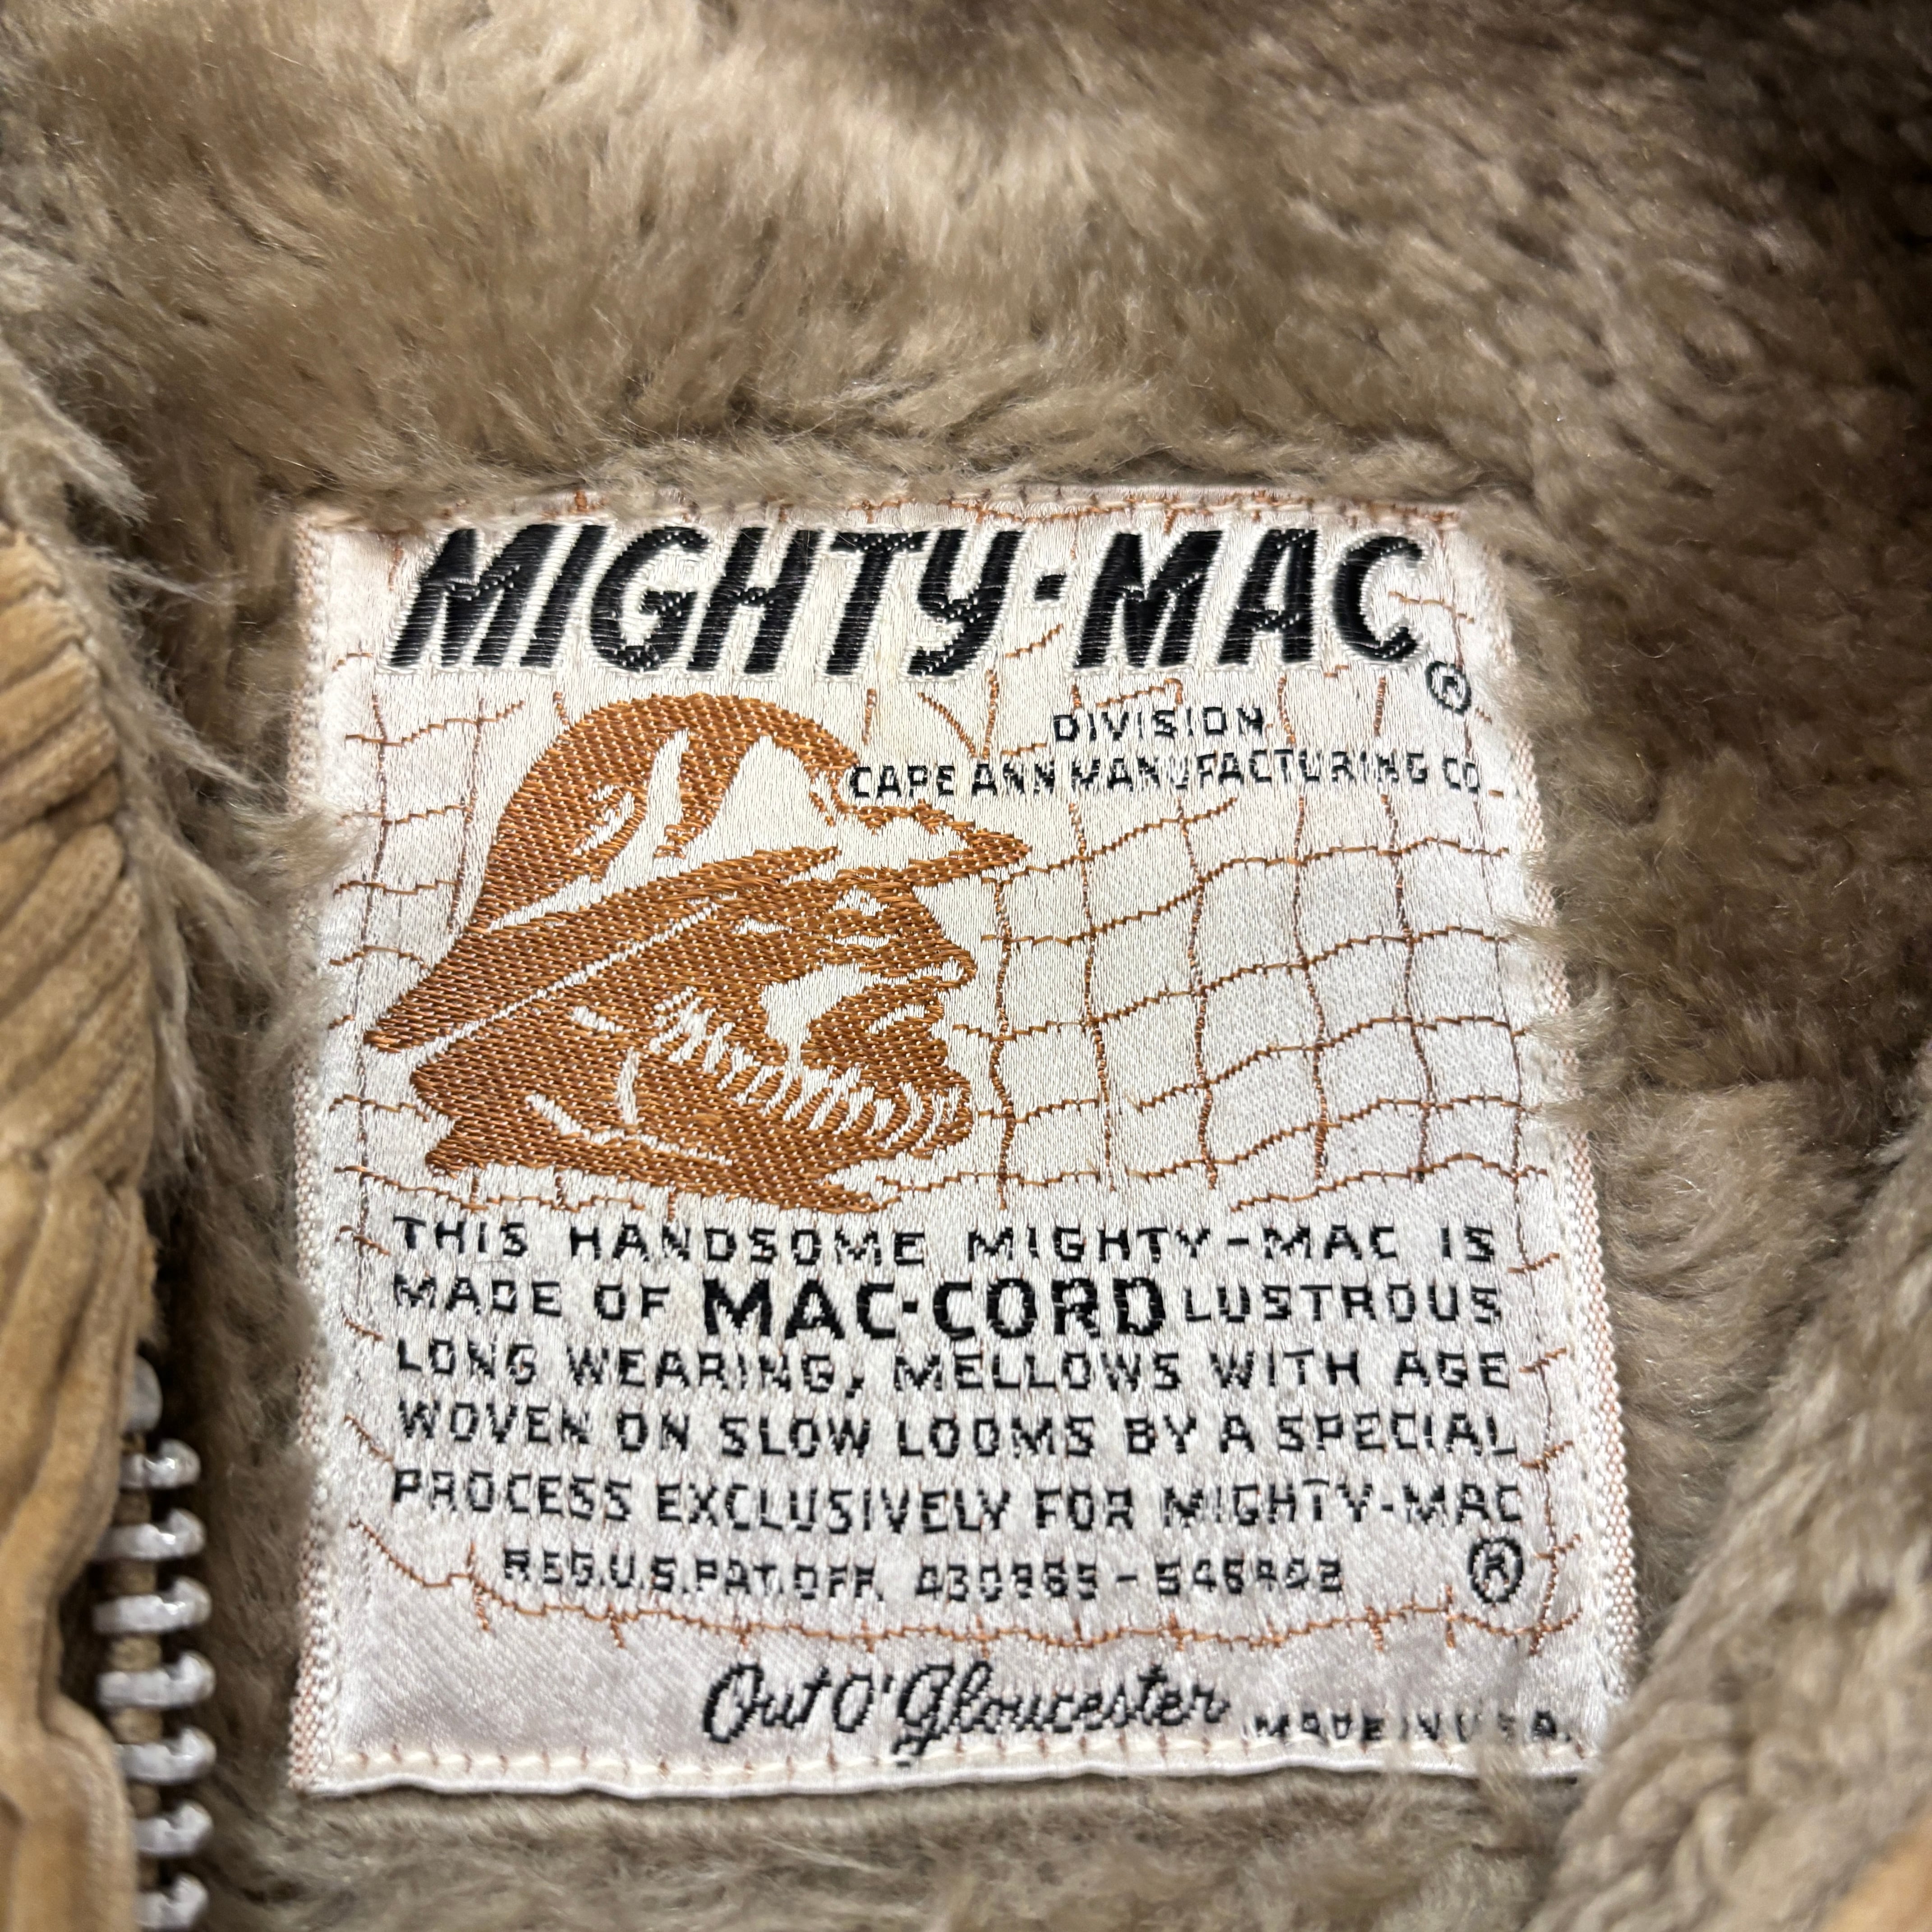 MIGHTY-MAC®
DIVISION
CAPE ANN MANUFACTURING CO.
THIS HANDSOME MIGHTY-MAC IS
MADE OF MAC-CORD LUSTROUS
LONG WEARING, MELLOWS WITH AGE
WOVEN ON SLOW LOOMS BY A SPECIAL
PROCESS EXCLUSIVELY FOR MIGHTY-MAC
REG.U.S.PAT.OFF. ®
Out O' Gloucester MADE IN U.S.A.